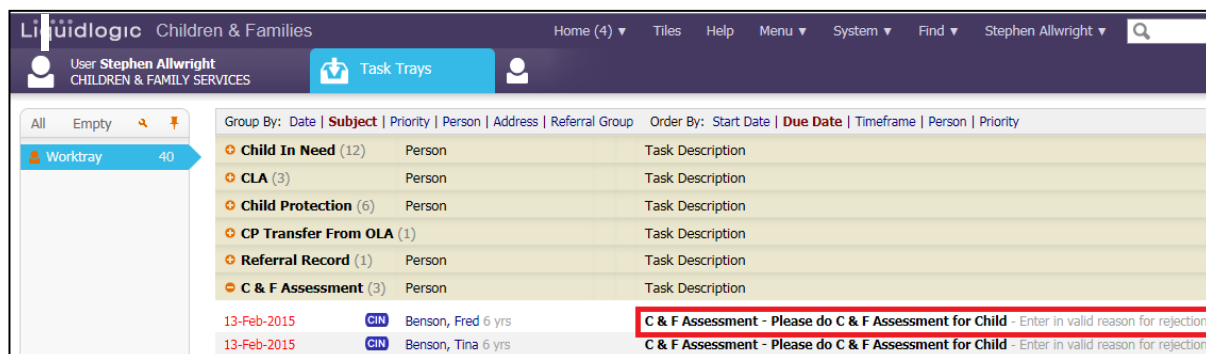 Liquidlogic Children & Families Home (4) ▼ Tiles Help Menu ▼ System ▼ Find ▼ Stephen Allwright ▼
User Stephen Allwright
CHILDREN & FAMILY SERVICES
Task Trays
All Empty
Worktray 40
Group By: Date | Subject | Priority | Person | Address | Referral Group Order By: Start Date | Due Date | Timeframe | Person | Priority
Child In Need (12) Person Task Description
CLA (3) Person Task Description
Child Protection (6) Person Task Description
CP Transfer From OLA (1) Task Description
Referral Record (1) Person Task Description
C & F Assessment (3) Person Task Description
13-Feb-2015 CIN Benson, Fred 6 yrs C & F Assessment - Please do C & F Assessment for Child - Enter in valid reason for rejection
13-Feb-2015 CIN Benson, Tina 6 yrs C & F Assessment - Please do C & F Assessment for Child - Enter in valid reason for rejection